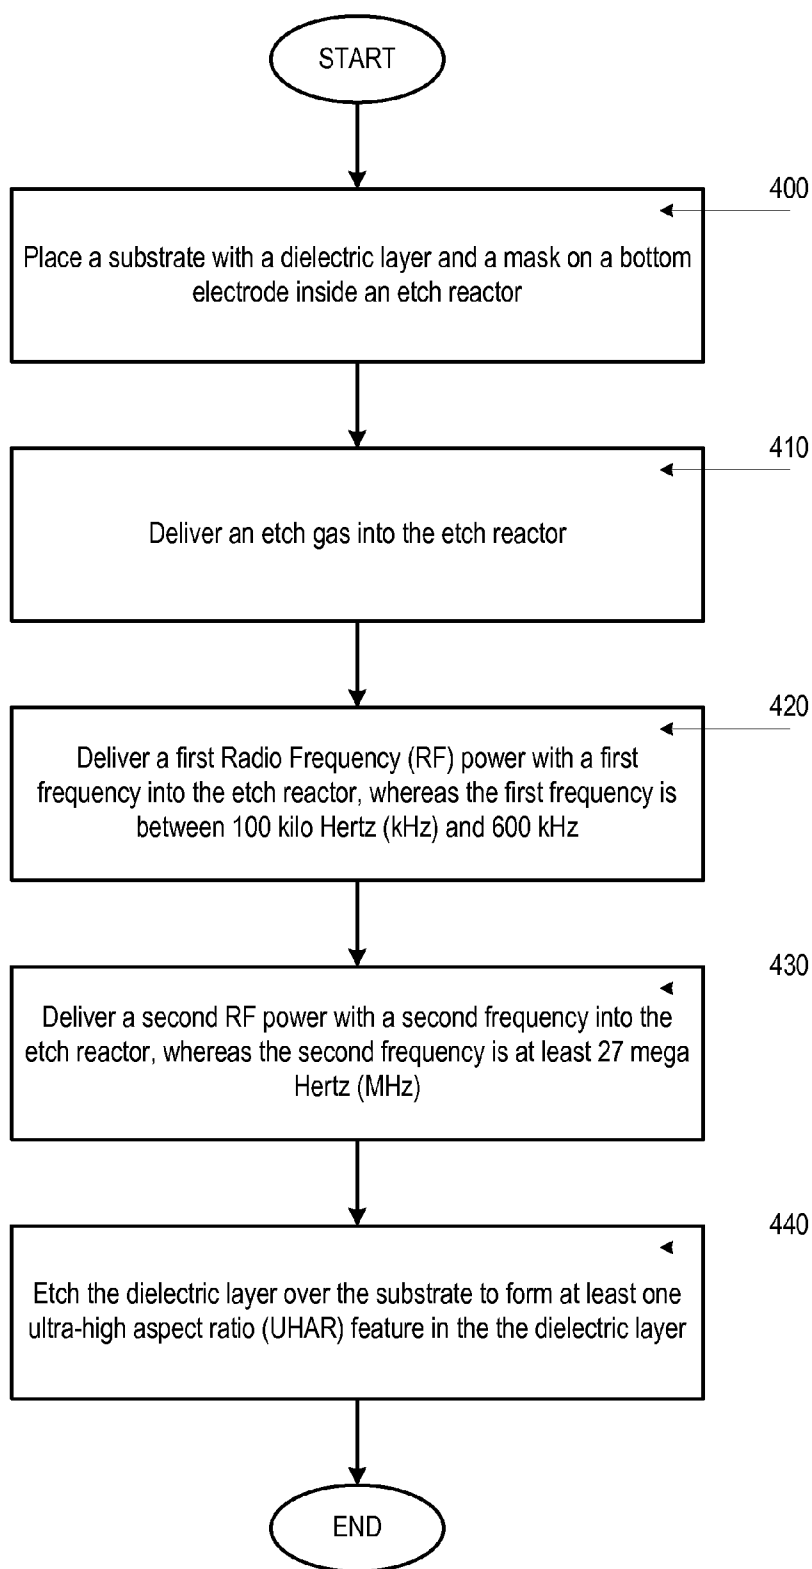 START
400
Place a substrate with a dielectric layer and a mask on a bottom
electrode inside an etch reactor
410
Deliver an etch gas into the etch reactor
420
Deliver a first Radio Frequency (RF) power with a first
frequency into the etch reactor, whereas the first frequency is
between 100 kilo Hertz (kHz) and 600 kHz
430
Deliver a second RF power with a second frequency into the
etch reactor, whereas the second frequency is at least 27 mega
Hertz (MHz)
440
Etch the dielectric layer over the substrate to form at least one
ultra-high aspect ratio (UHAR) feature in the the dielectric layer
END